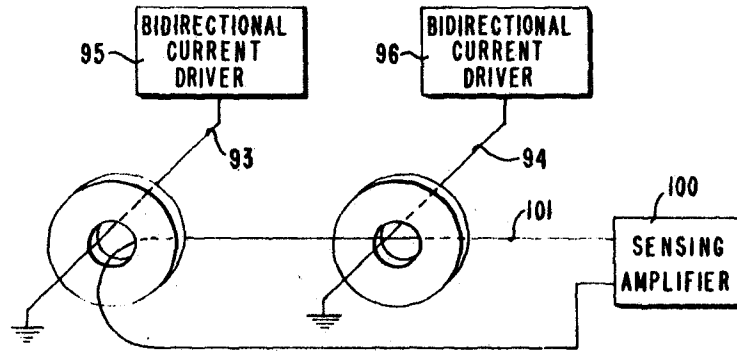 BIDIRECTIONAL
CURRENT
DRIVER
95
BIDIRECTIONAL
CURRENT
DRIVER
96
93
94
101
100
SENSING
AMPLIFIER